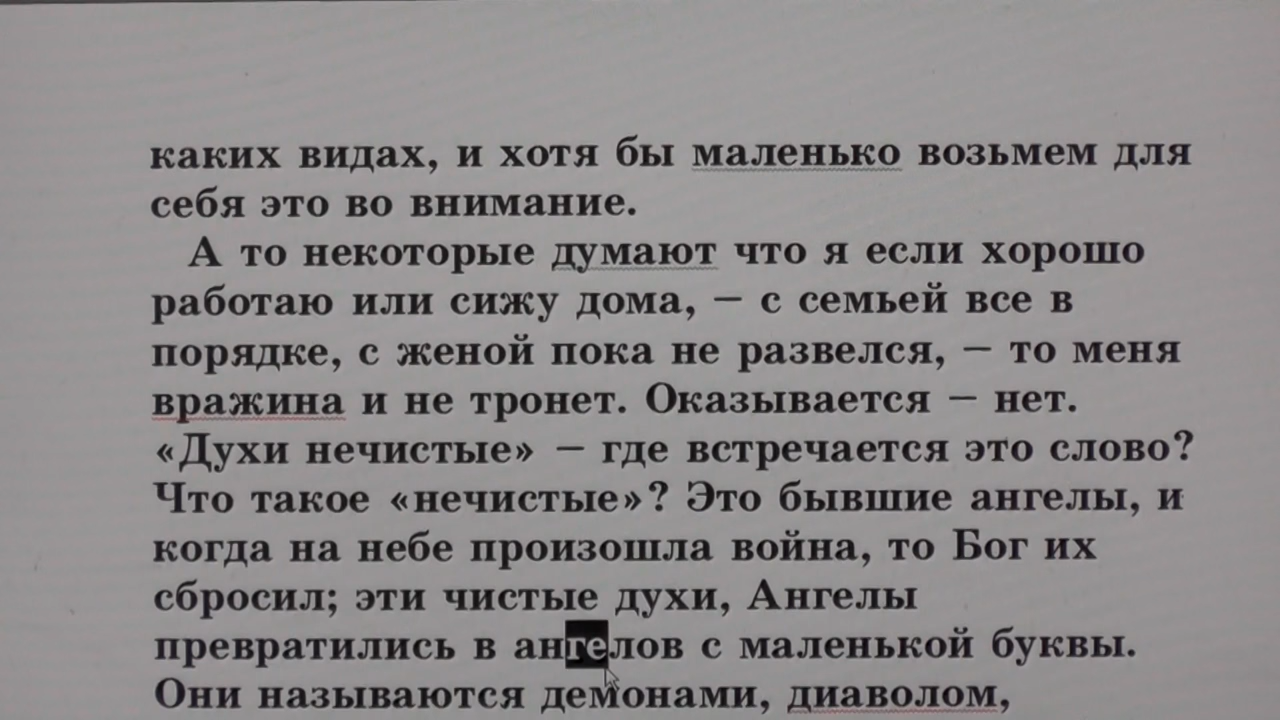 каких видах, и хотя бы маленько возьмем для
себя это во внимание.
А то некоторые думают что я если хорошо
работаю или сижу дома, – с семьей все в
порядке, с женой пока не развелся, – то меня
вражина и не тронет. Оказывается – нет.
«Духи нечистые» – где встречается это слово?
Что такое «нечистые»? Это бывшие ангелы, и
когда на небе произошла война, то Бог их
сбросил; эти чистые духи, Ангелы
превратились в ангелов с маленькой буквы.
Они называются демонами, диаволом,